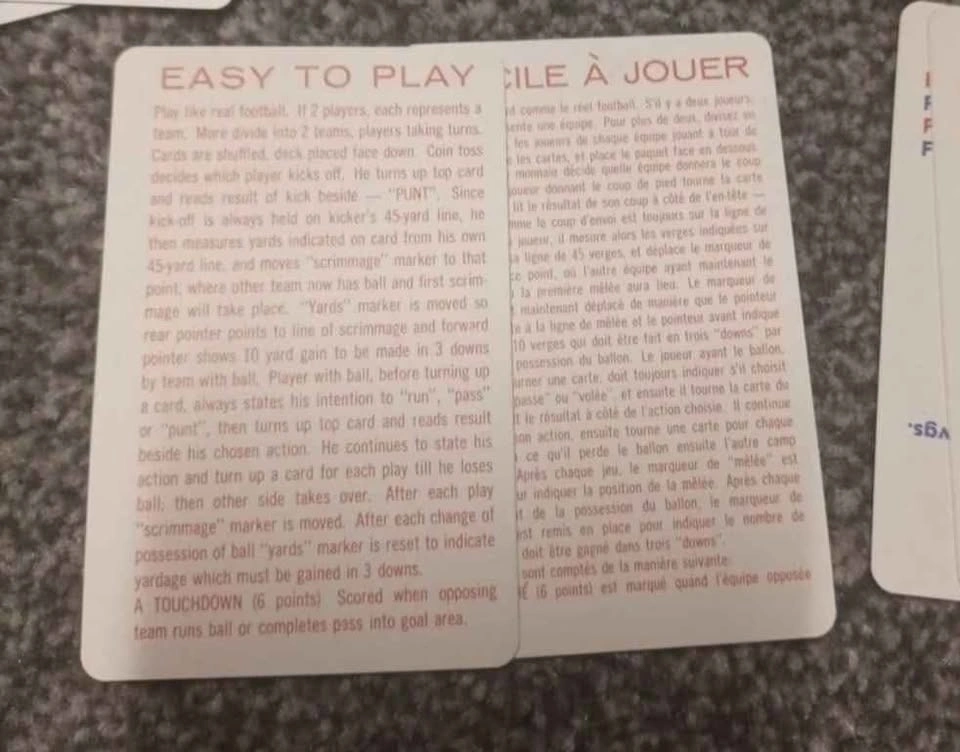 EASY TO PLAY
Play like real football. If 2 players, each represents a
team. More divide into 2 teams, players taking turns.
Cards are shuffled, deck placed face down. Coin toss
decides which player kicks off. He turns up top card
and reads result of kick beside — "PUNT". Since
kick-off is always held on kicker's 45-yard line, he
then measures yards indicated on card from his own
45-yard line, and moves "scrimmage" marker to that
point, where other team now has ball and first scrim-
mage will take place. "Yards" marker is moved so
rear pointer points to line of scrimmage and forward
pointer shows 10 yard gain to be made in 3 downs
by team with ball. Player with ball, before turning up
a card, always states his intention to "run", "pass"
or "punt", then turns up top card and reads result
beside his chosen action. He continues to state his
action and turn up a card for each play till he loses
ball; then other side takes over. After each play
"scrimmage" marker is moved. After each change of
possession of ball "yards" marker is reset to indicate
yardage which must be gained in 3 downs.
A TOUCHDOWN (6 points) Scored when opposing
team runs ball or completes pass into goal area.
CILE À JOUER
comme le réel football. S'il y a deux joueurs,
une équipe. Pour plus de deux, divisez en
les joueurs de chaque équipe jouant à tour de
les cartes, et place le paquet face en dessous.
monnaie décide quelle équipe donnera le coup
joueur donnant le coup de pied tourne la carte
lit le résultat de son coup à côté de l'en-tête —
le coup d'envoi est toujours sur la ligne de
joueur, il mesure alors les verges indiquées sur
ligne de 45 verges, et déplace le marqueur de
ce point, où l'autre équipe ayant maintenant le
la première mêlée aura lieu. Le marqueur de
maintenant déplacé de manière que le pointeur
à la ligne de mêlée et le pointeur avant indiqué
10 verges qui doit être fait en trois "downs" par
possession du ballon. Le joueur ayant le ballon,
une carte, doit toujours indiquer s'il choisit
passe" ou "volée", et ensuite il tourne la carte du
le résultat à côté de l'action choisie. Il continue
action, ensuite tourne une carte pour chaque
ce qu'il perde le ballon ensuite l'autre camp
Après chaque jeu, le marqueur de "mêlée" est
indiquer la position de la mêlée. Après chaque
de la possession du ballon, le marqueur de
est remis en place pour indiquer le nombre de
doit être gagné dans trois "downs".
sont comptés de la manière suivante:
(6 points) est marqué quand l'équipe opposée
F
P
F
vgs.